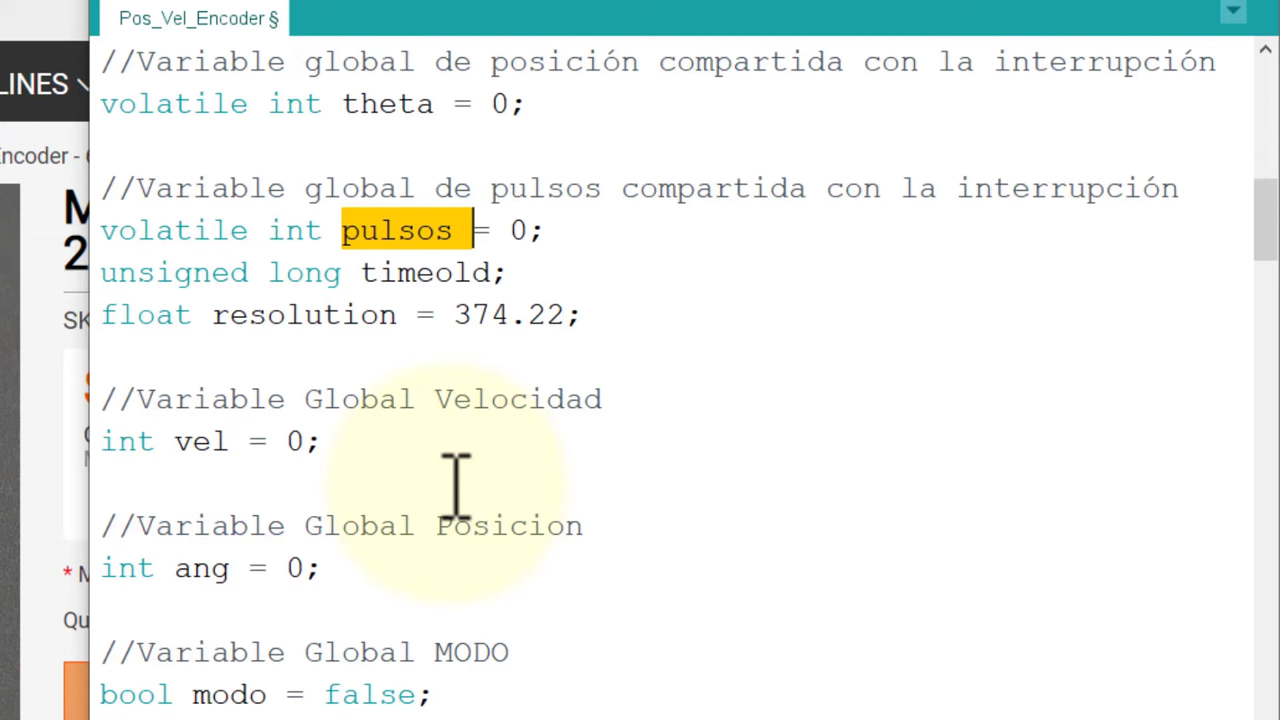 Pos_Vel_Encoder §
LINES
Encoder -
//Variable global de posición compartida con la interrupción
volatile int theta = 0;
//Variable global de pulsos compartida con la interrupción
volatile int pulsos = 0;
unsigned long timeold;
float resolution = 374.22;
//Variable Global Velocidad
int vel = 0;
//Variable Global Posicion
int ang = 0;
//Variable Global MODO
bool modo = false;
M
2
SK
* M
Qu